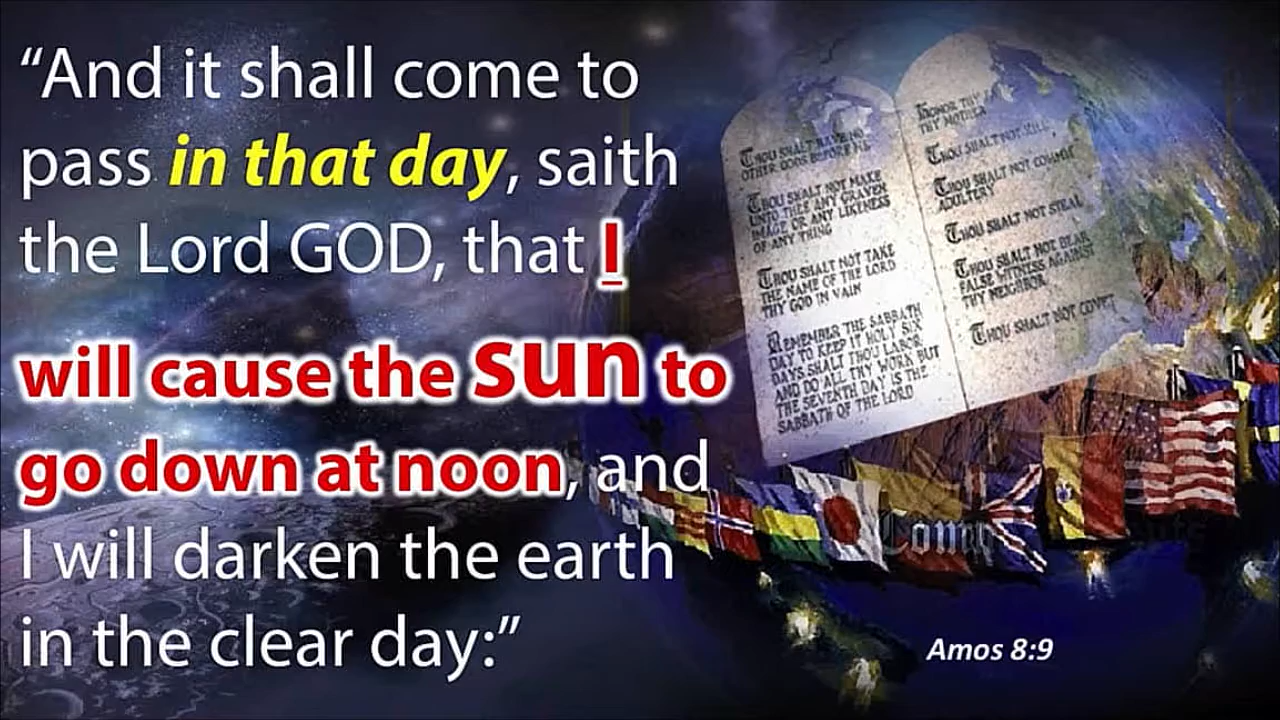 “And it shall come to
pass in that day, saith
the Lord GOD, that I
will cause the sun to
go down at noon, and
I will darken the earth
in the clear day:”
THOU SHALT HAVE NO
OTHER GODS BEFORE ME
THOU SHALT NOT MAKE
UNTO THEE ANY GRAVEN
IMAGE OR ANY LIKENESS
OF ANY THING
THOU SHALT NOT TAKE
THE NAME OF THE LORD
THY GOD IN VAIN
REMEMBER THE SABBATH
DAY TO KEEP IT HOLY SIX
DAYS SHALT THOU LABOR
AND DO ALL THY WORK BUT
THE SEVENTH DAY IS THE
SABBATH OF THE LORD
HONOR THY
THY MOTHER
THOU SHALT NOT KILL
THOU SHALT NOT COMMIT
ADULTERY
THOU SHALT NOT STEAL
THOU SHALT NOT BEAR
FALSE WITNESS AGAINST
THY NEIGHBOR
THOU SHALT NOT COVET
Amos 8:9